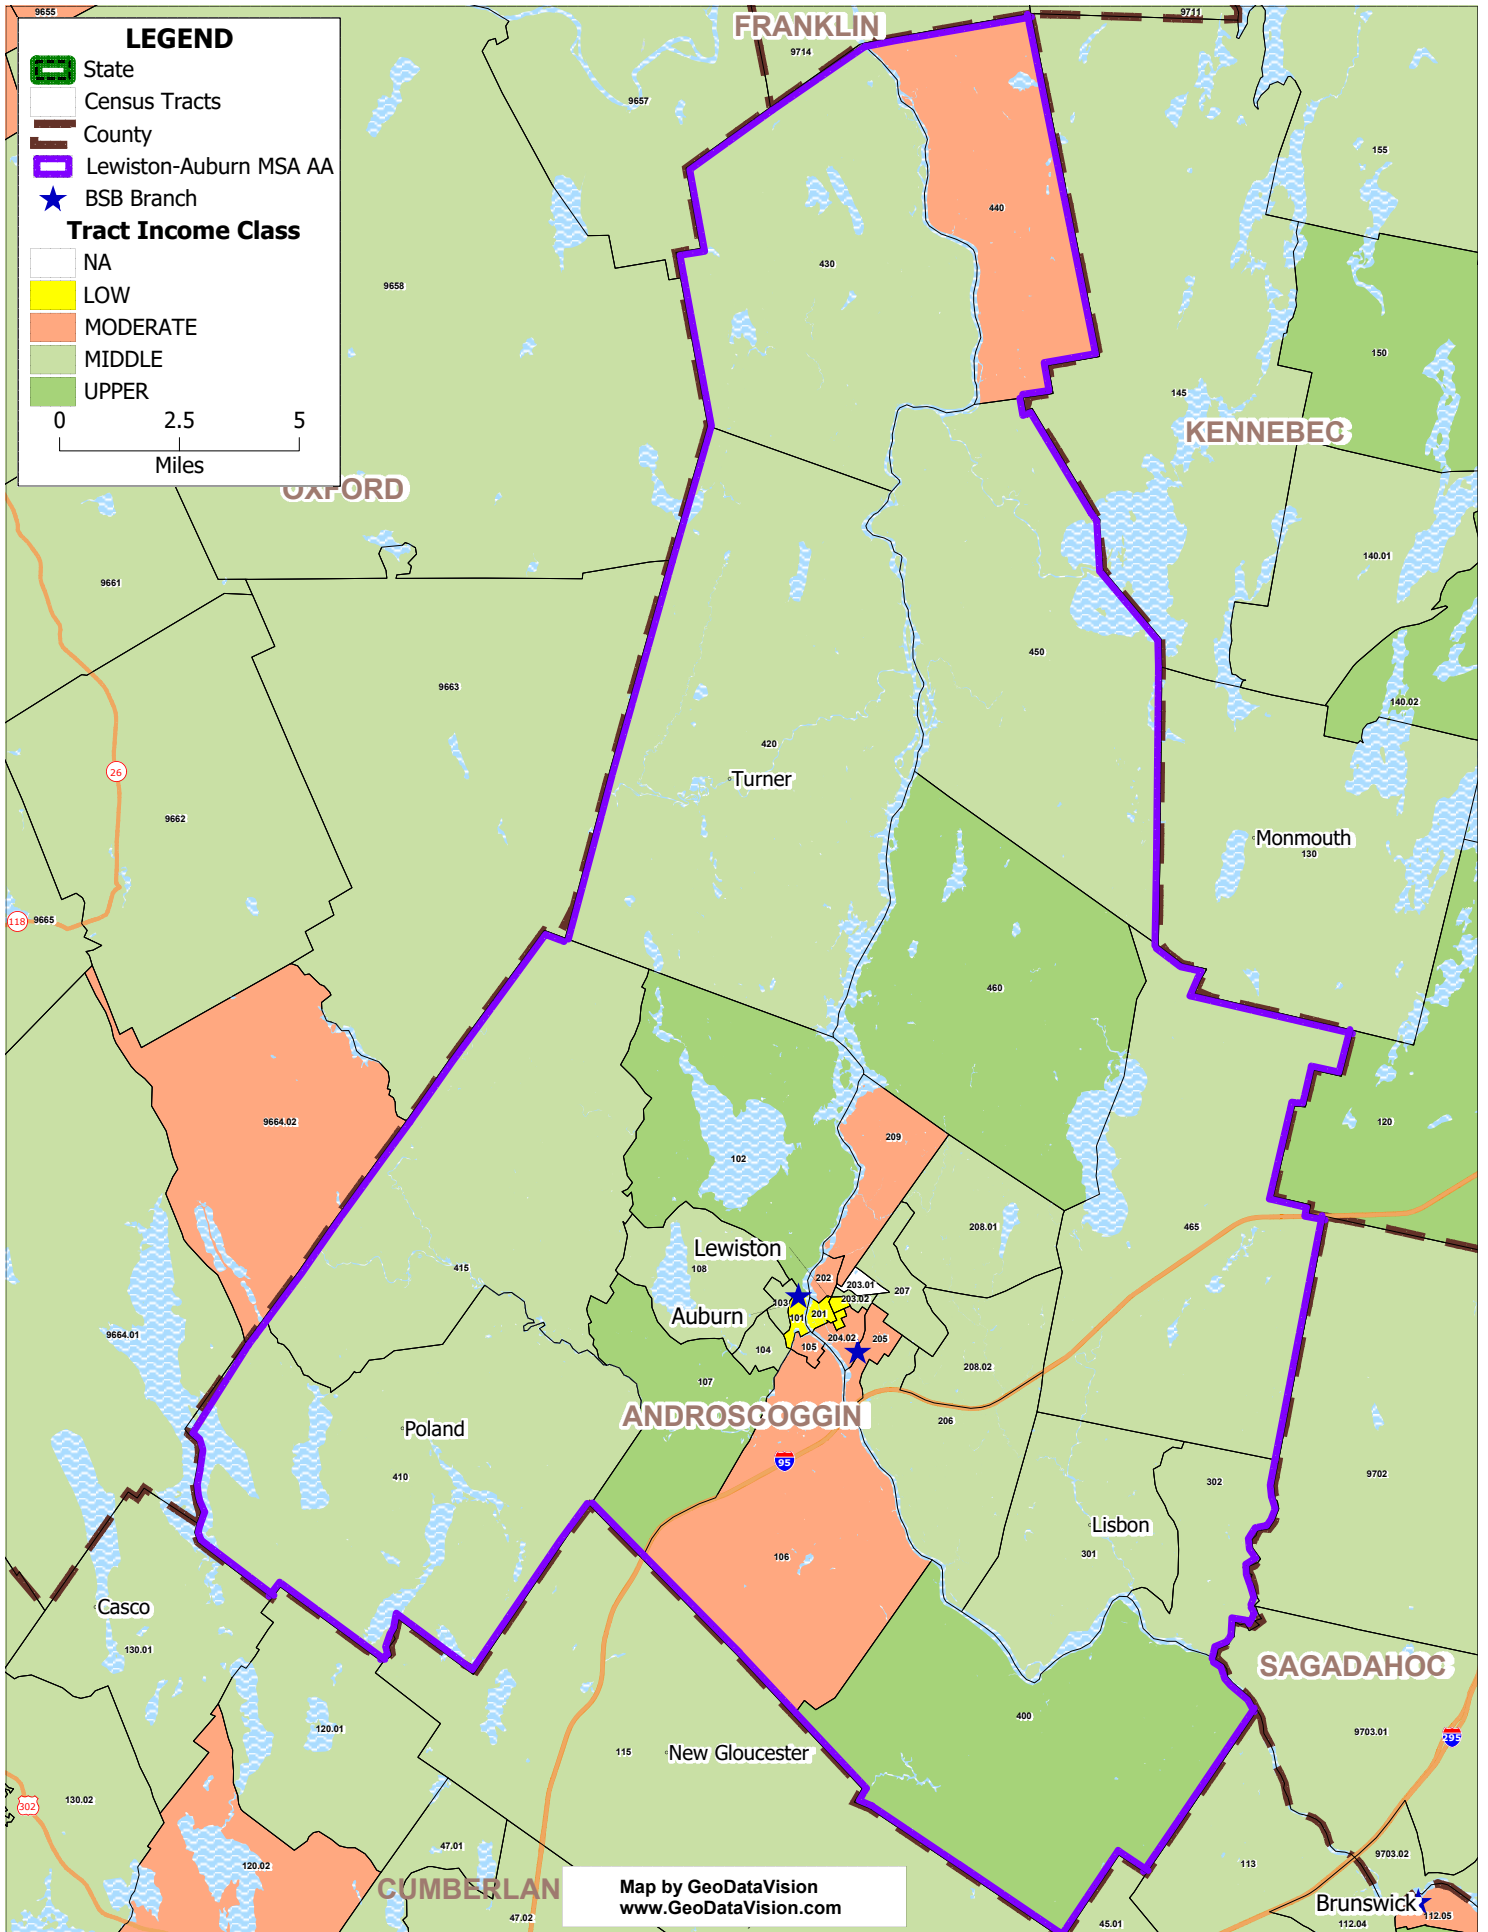 LEGEND
State
Census Tracts
County
Lewiston-Auburn MSA AA
BSB Branch
Tract Income Class
NA
LOW
MODERATE
MIDDLE
UPPER
0 2.5 5
Miles
9655
FRANKLIN
9711
9714
9657
155
440
430
9658
150
145
KENNEBEC
OXFORD
140.01
9661
450
9663
140.02
420
26
Turner
9662
Monmouth
130
118
9665
460
9664.02
120
209
102
208.01
465
Lewiston
415
108
202
203.01
207
203.02
103
Auburn
101
201
9664.01
204.02
205
105
104
208.02
107
ANDROSCOGGIN
206
Poland
95
410
9702
302
Lisbon
301
106
Casco
130.01
SAGADAHOC
400
120.01
9703.01
295
115
New Gloucester
130.02
302
47.01
9703.02
120.02
113
CUMBERLAN
Map by GeoDataVision
www.GeoDataVision.com
Brunswick
112.05
47.02
45.01
112.04